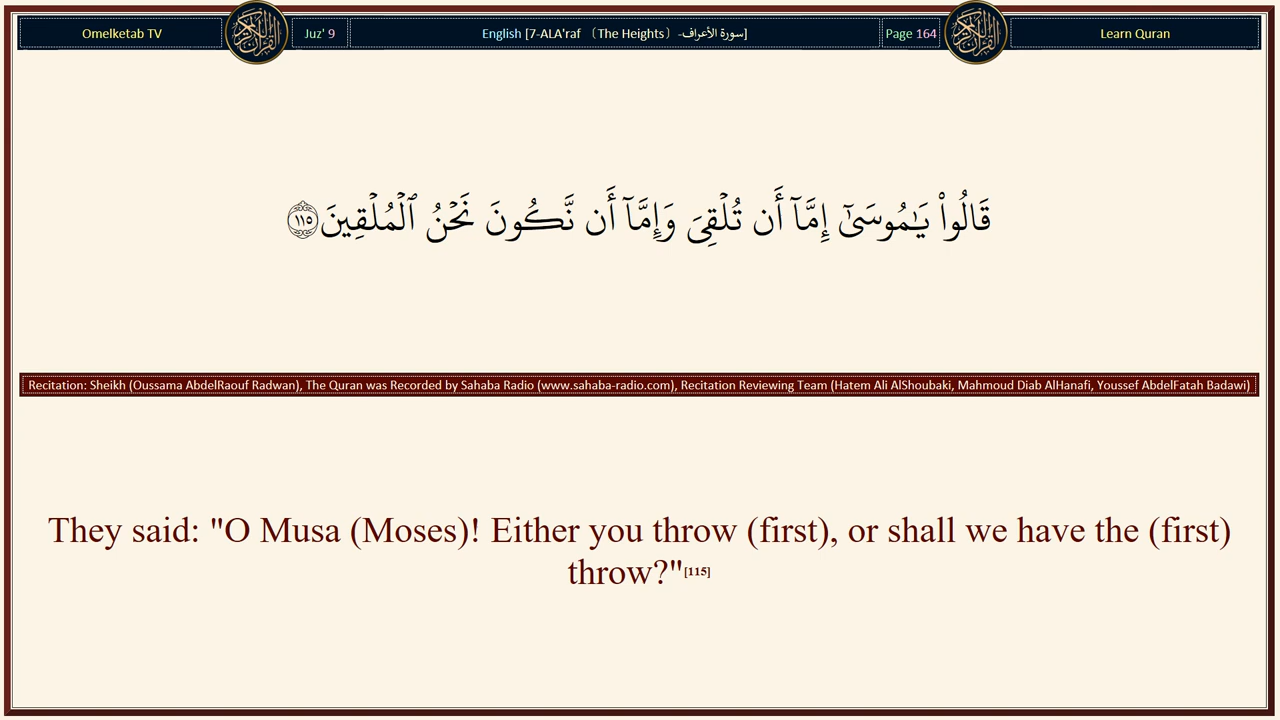 Omelketab TV
Juz' 9
English [7-ALA'raf （The Heights）-سورة الأعراف]
Page 164
Learn Quran
قَالُوا۟ يَـٰمُوسَىٰٓ إِمَّآ أَن تُلْقِىَ وَإِمَّآ أَن نَّكُونَ نَحْنُ ٱلْمُلْقِينَ ١١٥
Recitation: Sheikh (Oussama AbdelRaouf Radwan), The Quran was Recorded by Sahaba Radio (www.sahaba-radio.com), Recitation Reviewing Team (Hatem Ali AlShoubaki, Mahmoud Diab AlHanafi, Youssef AbdelFatah Badawi)
They said: "O Musa (Moses)! Either you throw (first), or shall we have the (first)
throw?"[115]